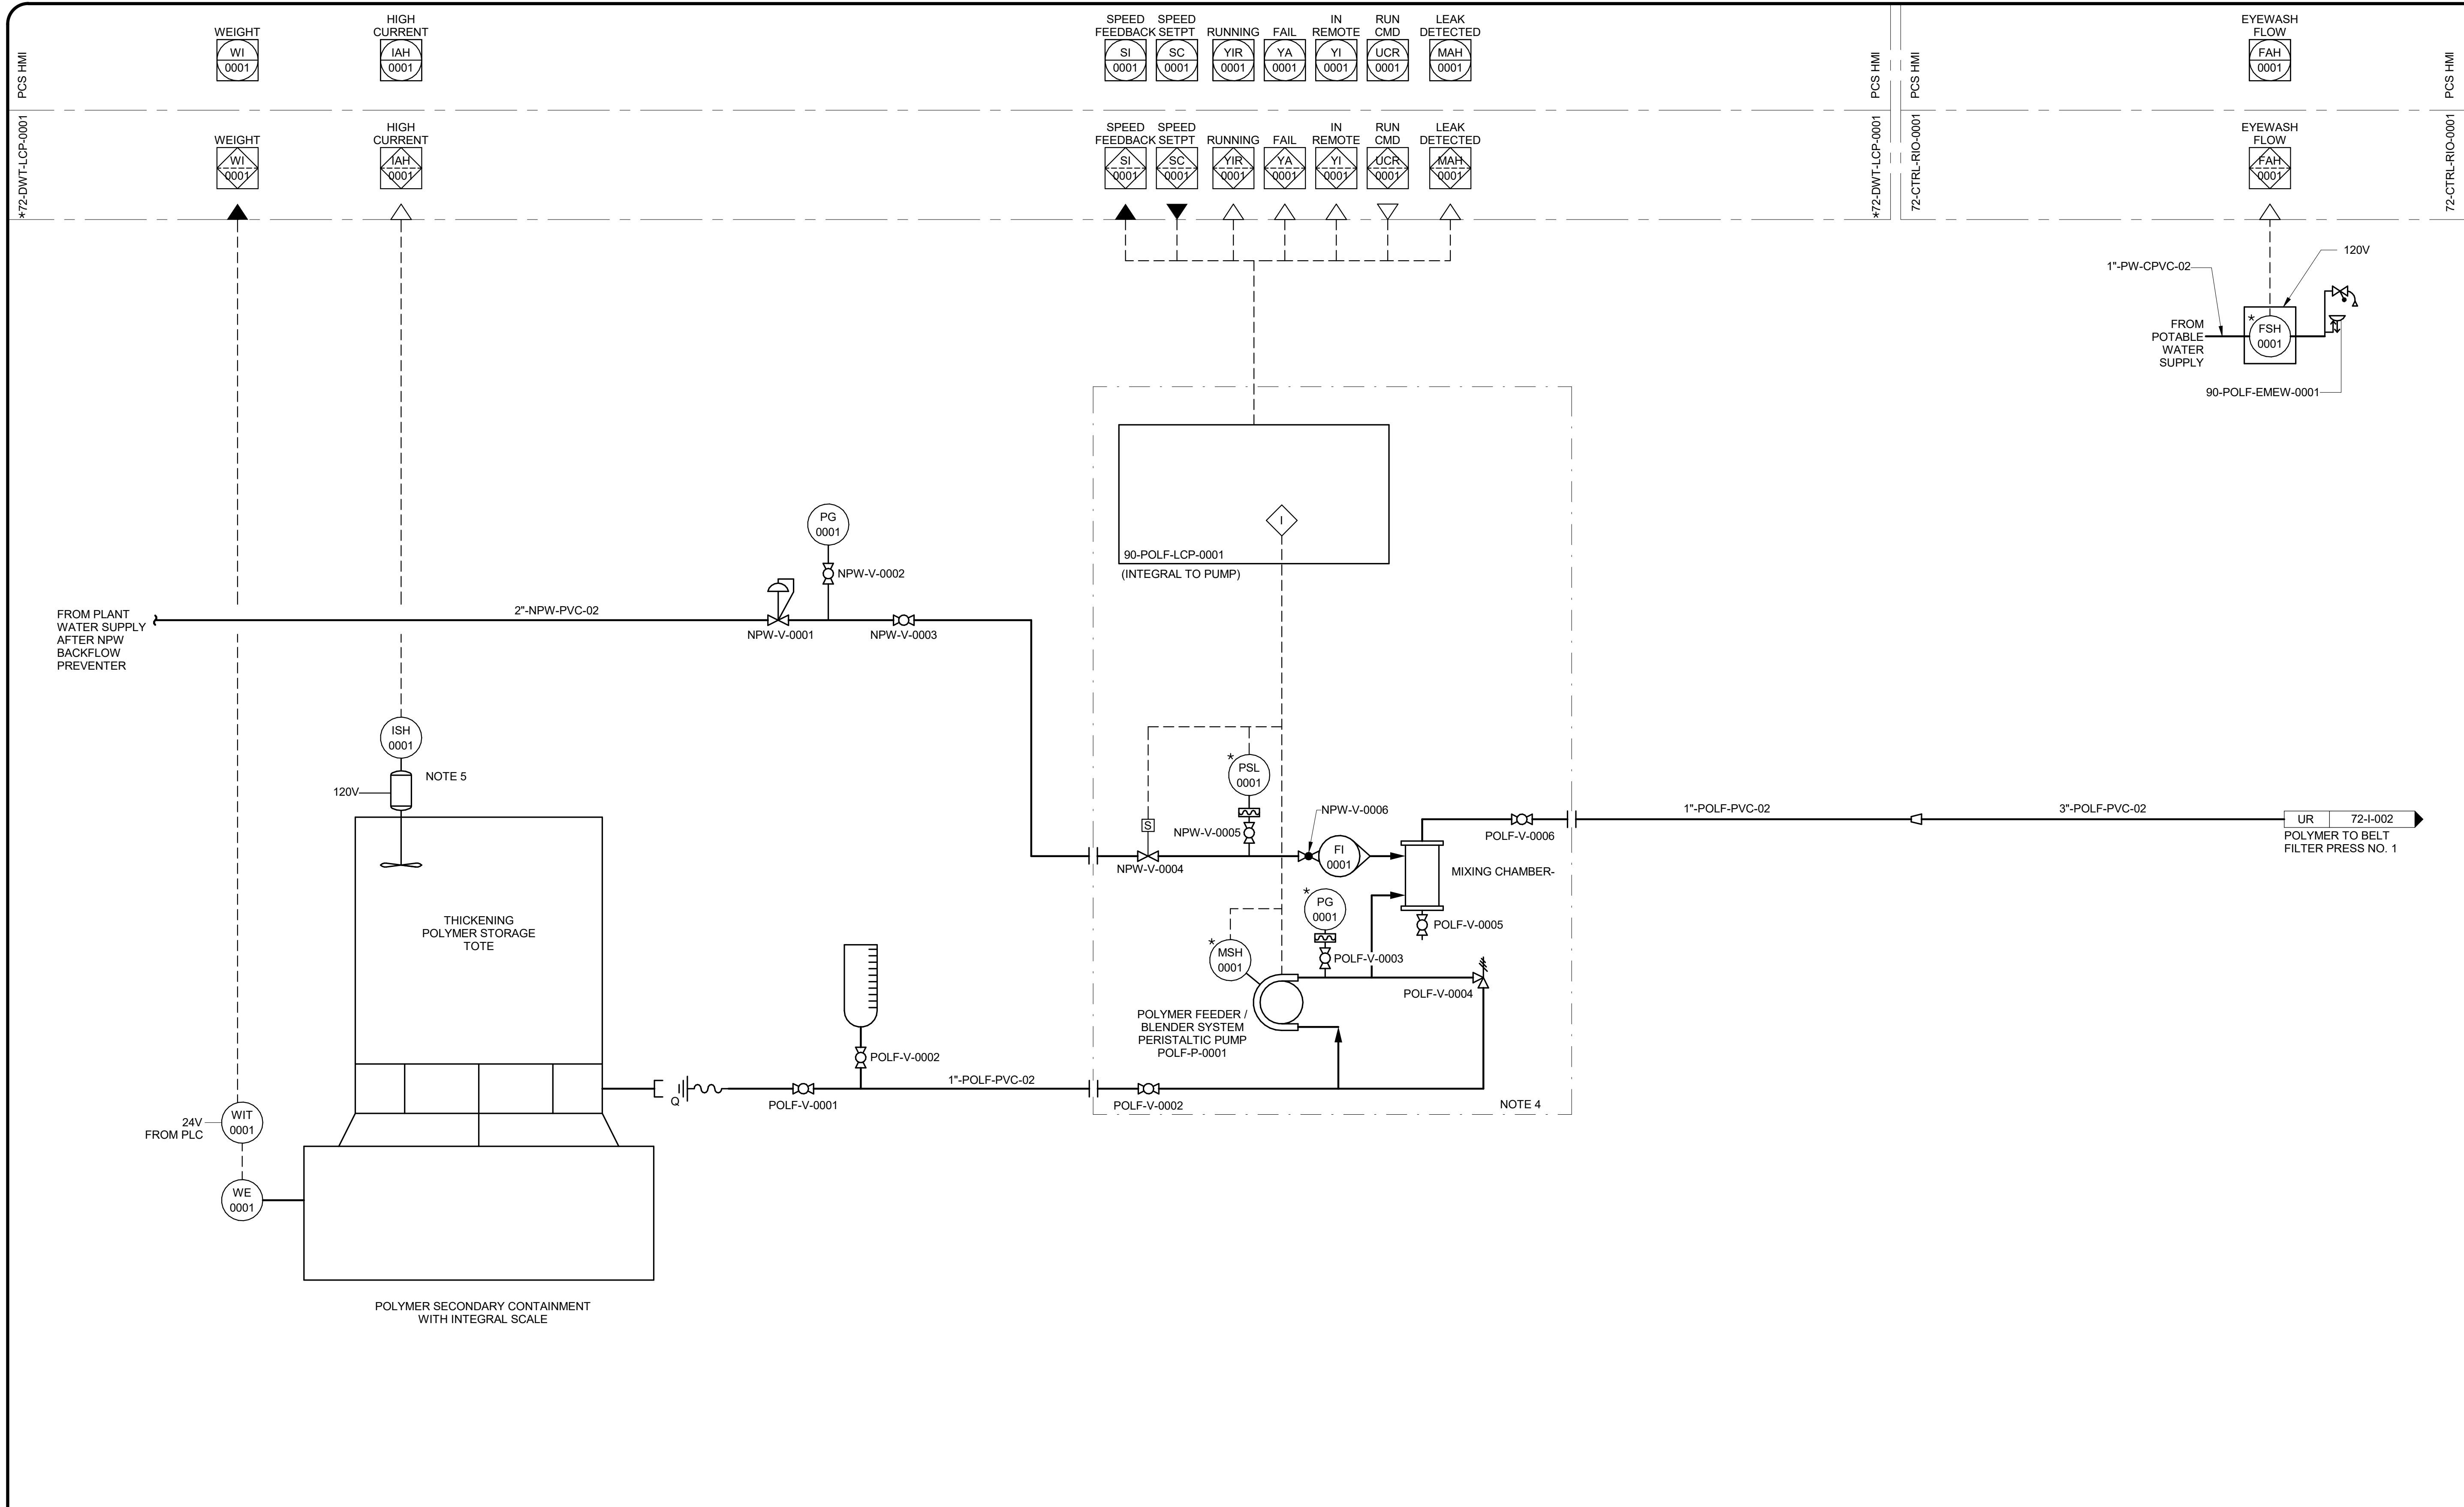 PCS HMI
*72-DWT-LCP-0001
WEIGHT
WI
0001
HIGH
CURRENT
IAH
0001
SPEED
FEEDBACK
SI
0001
SPEED
SETPT
SC
0001
RUNNING
YIR
0001
FAIL
YA
0001
IN
REMOTE
YI
0001
RUN
CMD
UCR
0001
LEAK
DETECTED
MAH
0001
PCS HMI
*72-DWT-LCP-0001
PCS HMI
72-CTRL-RIO-0001
EYEWASH
FLOW
FAH
0001
PCS HMI
72-CTRL-RIO-0001
WEIGHT
WI
0001
HIGH
CURRENT
IAH
0001
SPEED
FEEDBACK
SI
0001
SPEED
SETPT
SC
0001
RUNNING
YIR
0001
FAIL
YA
0001
IN
REMOTE
YI
0001
RUN
CMD
UCR
0001
LEAK
DETECTED
MAH
0001
EYEWASH
FLOW
FAH
0001
120V
1"-PW-CPVC-02
FROM
POTABLE
WATER
SUPPLY
*
FSH
0001
90-POLF-EMEW-0001
I
90-POLF-LCP-0001
(INTEGRAL TO PUMP)
PG
0001
NPW-V-0002
FROM PLANT
WATER SUPPLY
AFTER NPW
BACKFLOW
PREVENTER
2"-NPW-PVC-02
NPW-V-0001
NPW-V-0003
ISH
0001
NOTE 5
120V
*
PSL
0001
S
NPW-V-0004
NPW-V-0005
NPW-V-0006
FI
0001
POLF-V-0006
1"-POLF-PVC-02
3"-POLF-PVC-02
UR
72-I-002
POLYMER TO BELT
FILTER PRESS NO. 1
MIXING CHAMBER-
POLF-V-0005
*
PG
0001
POLF-V-0003
*
MSH
0001
POLF-V-0004
POLYMER FEEDER /
BLENDER SYSTEM
PERISTALTIC PUMP
POLF-P-0001
THICKENING
POLYMER STORAGE
TOTE
POLF-V-0002
1"-POLF-PVC-02
Q
POLF-V-0001
POLF-V-0002
NOTE 4
24V
FROM PLC
WIT
0001
WE
0001
POLYMER SECONDARY CONTAINMENT
WITH INTEGRAL SCALE